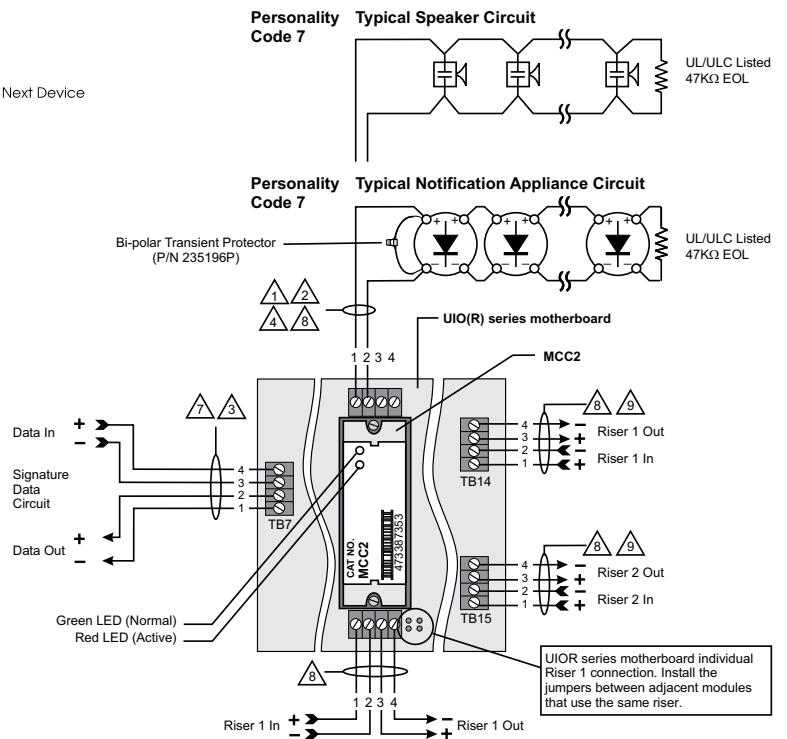 Personality Typical Speaker Circuit
Code 7
UL/ULC Listed
47KΩ EOL
Next Device
Personality Typical Notification Appliance Circuit
Code 7
Bi-polar Transient Protector
(P/N 235196P)
+ + + + + +
− − − − − −
UL/ULC Listed
47KΩ EOL
1 2
4 8
UIO(R) series motherboard
1 2 3 4
MCC2
7 3
8 9
Data In
+
−
Signature
Data
Circuit
+
Data Out
−
4
3
2
1
TB7
CAT NO.
MCC2
473387353
4 −
3 + Riser 1 Out
2 −
1 + Riser 1 In
TB14
8 9
4 −
3 + Riser 2 Out
2 −
1 + Riser 2 In
TB15
Green LED (Normal)
Red LED (Active)
UIOR series motherboard individual
Riser 1 connection. Install the
jumpers between adjacent modules
that use the same riser.
8
1 2 3 4
Riser 1 In + − Riser 1 Out
− +